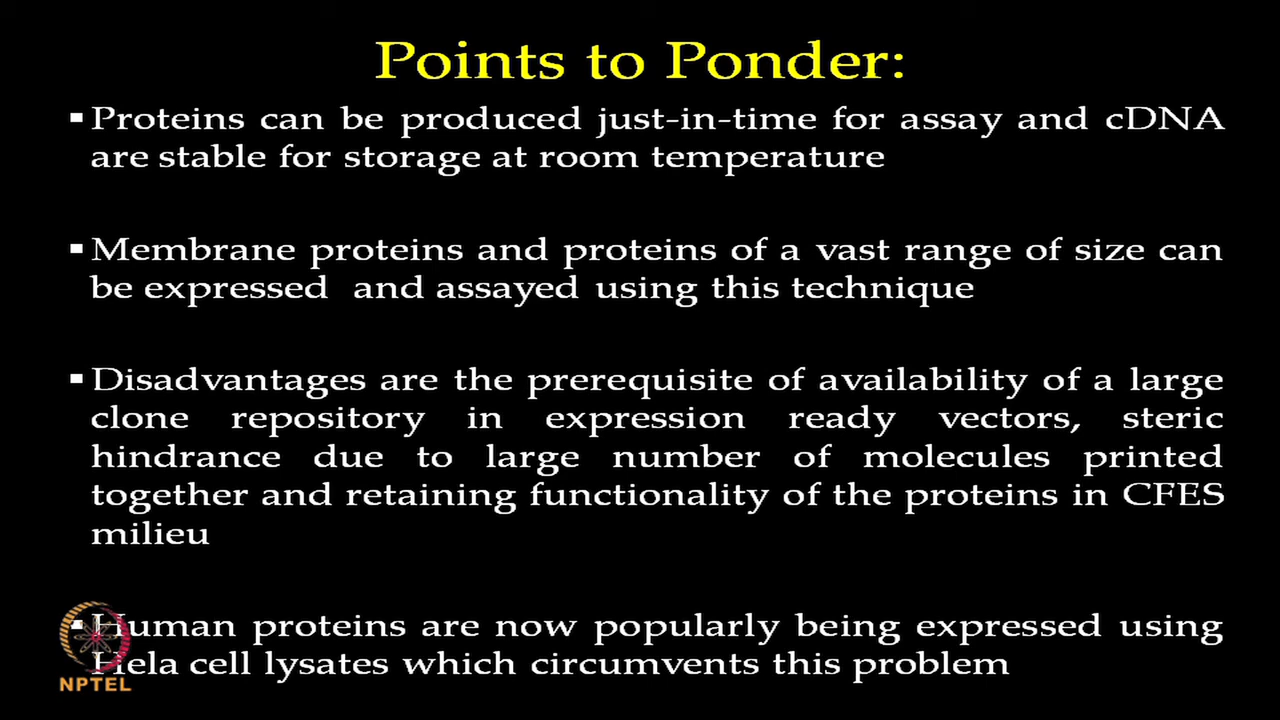 Points to Ponder:
▪Proteins can be produced just-in-time for assay and cDNA
are stable for storage at room temperature
▪Membrane proteins and proteins of a vast range of size can
be expressed and assayed using this technique
▪Disadvantages are the prerequisite of availability of a large
clone repository in expression ready vectors, steric
hindrance due to large number of molecules printed
together and retaining functionality of the proteins in CFES
milieu
▪Human proteins are now popularly being expressed using
Hela cell lysates which circumvents this problem
NPTEL